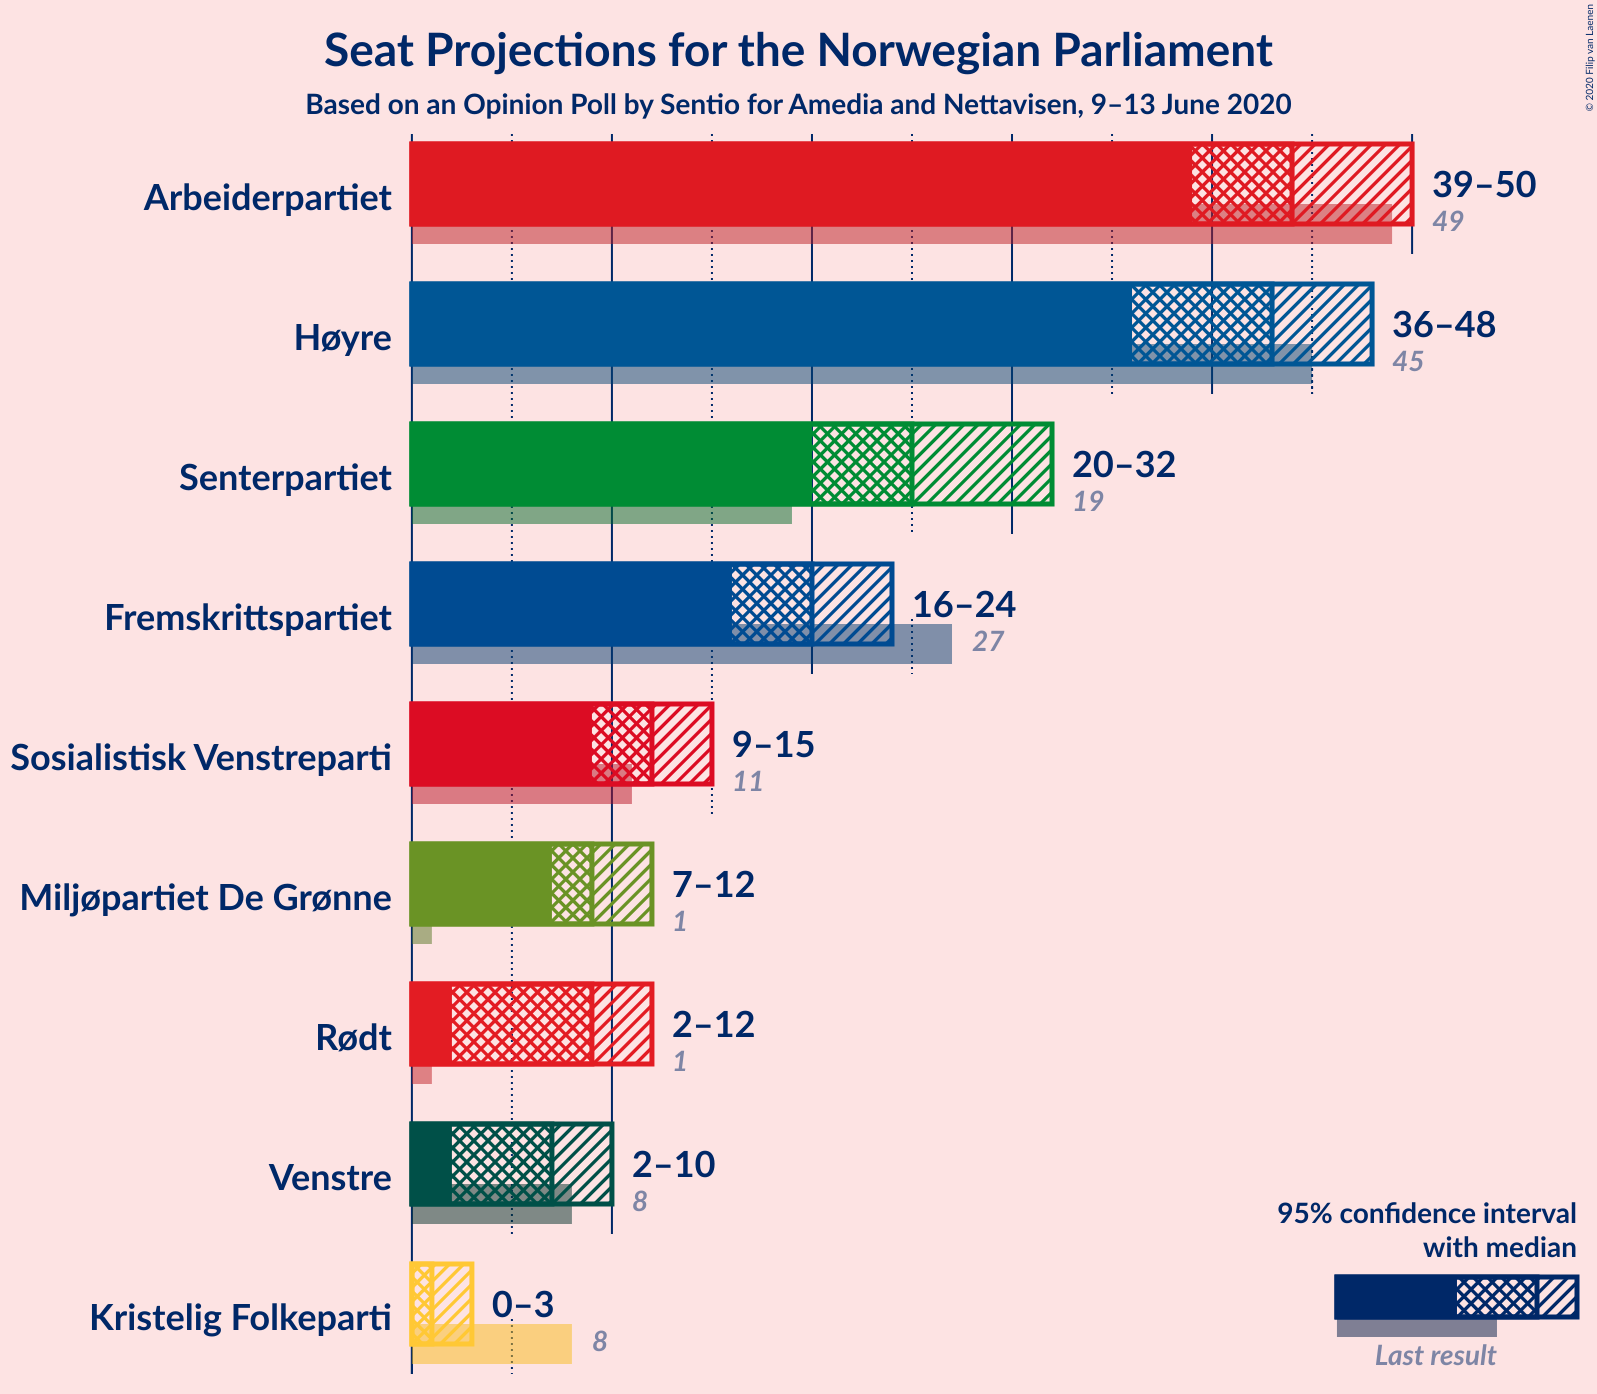 Seat Projections for the Norwegian Parliament
Based on an Opinion Poll by Sentio for Amedia and Nettavisen, 9–13 June 2020
© 2020 Filip van Laenen
Arbeiderpartiet
39–50
49
Høyre
36–48
45
Senterpartiet
20–32
19
Fremskrittspartiet
16–24
27
Sosialistisk Venstreparti
9–15
11
Miljøpartiet De Grønne
7–12
1
Rødt
2–12
1
Venstre
2–10
8
Kristelig Folkeparti
0–3
8
95% confidence interval
with median
Last result